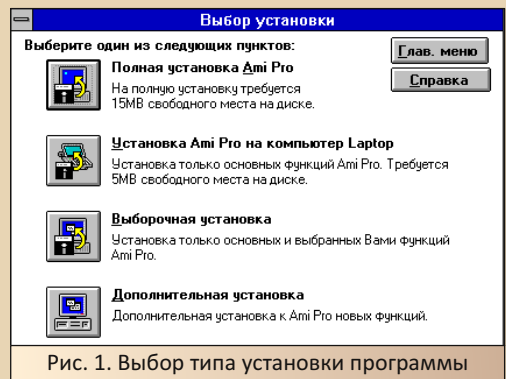 Выбор установки
Выберите один из следующих пунктов:
Глав. меню
Справка
Полная установка Ami Pro
На полную установку требуется
15MB свободного места на диске.
Установка Ami Pro на компьютер Laptop
Установка только основных функций Ami Pro. Требуется
5MB свободного места на диске.
Выборочная установка
Установка только основных и выбранных Вами функций
Ami Pro.
Дополнительная установка
Дополнительная установка к Ami Pro новых функций.
Рис. 1. Выбор типа установки программы